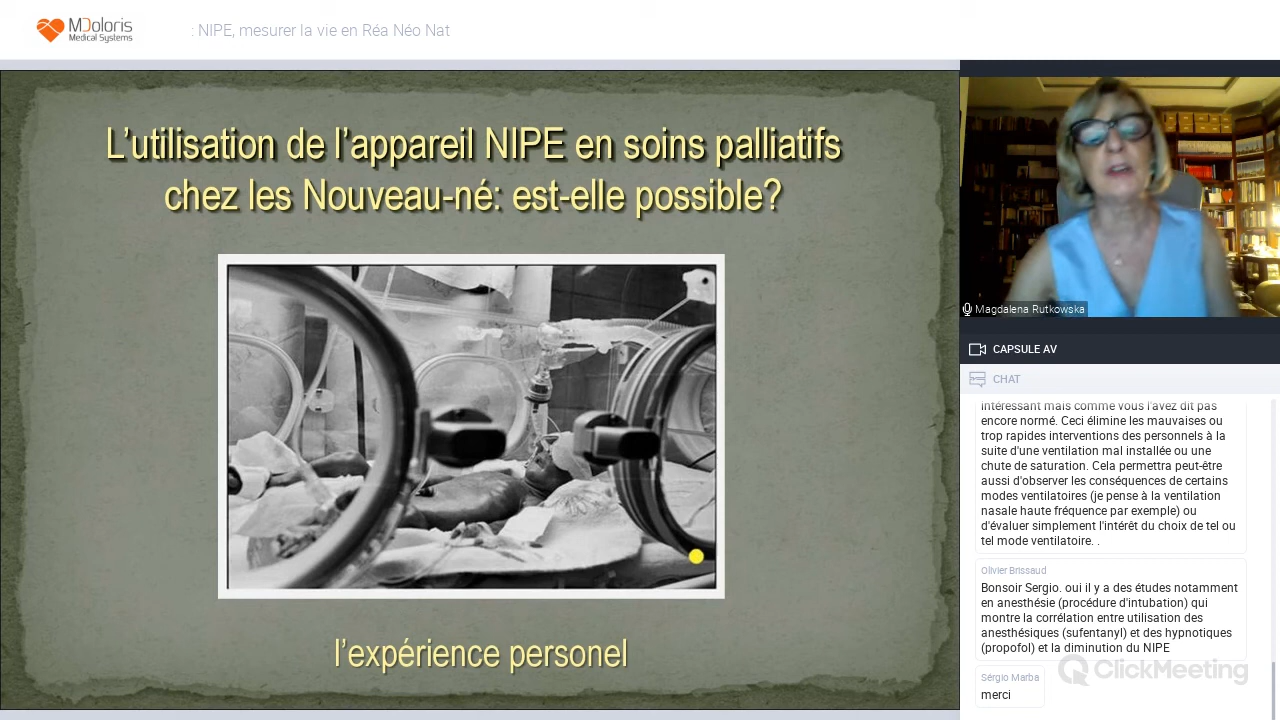 MDoloris
Medical Systems
: NIPE, mesurer la vie en Réa Néo Nat
L'utilisation de l'appareil NIPE en soins palliatifs
chez les Nouveau-né: est-elle possible?
l'expérience personel
Magdalena Rutkowska
CAPSULE AV
CHAT
intéressant mais comme vous l'avez dit pas
encore normé. Ceci élimine les mauvaises ou
trop rapides interventions des personnels à la
suite d'une ventilation mal installée ou une
chute de saturation. Cela permettra peut-être
aussi d'observer les conséquences de certains
modes ventilatoires (je pense à la ventilation
nasale haute fréquence par exemple) ou
d'évaluer simplement l'intérêt du choix de tel ou
tel mode ventilatoire. .
Olivier Brissaud
Bonsoir Sergio. oui il y a des études notamment
en anesthésie (procédure d'intubation) qui
montre la corrélation entre utilisation des
anesthésiques (sufentanyl) et des hypnotiques
(propofol) et la diminution du NIPE
Sérgio Marba
merci
ClickMeeting